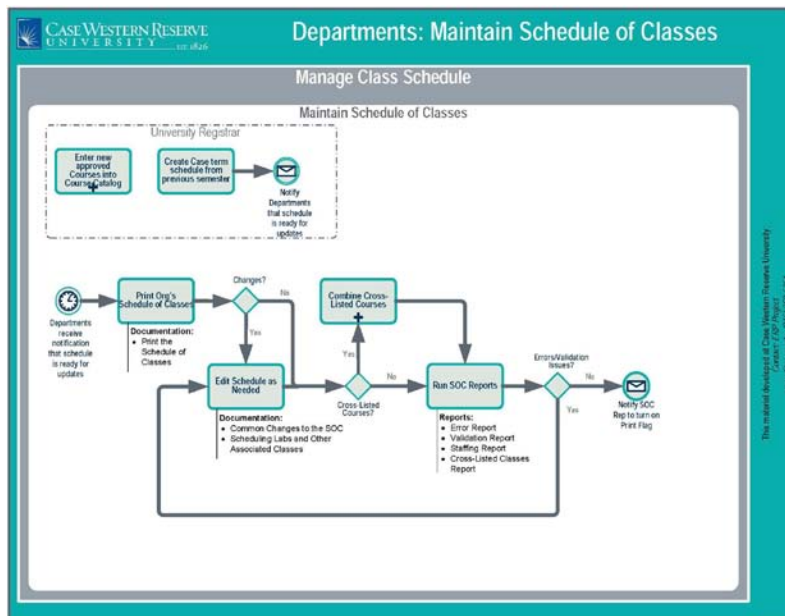 CASE WESTERN RESERVE
UNIVERSITY EST. 1826
Departments: Maintain Schedule of Classes
Manage Class Schedule
Maintain Schedule of Classes
University Registrar
Enter new
approved
Courses into
Course Catalog
Create Case term
schedule from
previous semester
Notify
Departments
that schedule
is ready for
updates
Departments
receive
notification
that schedule
is ready for
updates
Print Org's
Schedule of Classes
Documentation:
• Print the
Schedule of
Classes
Changes?
No
Yes
Edit Schedule as
Needed
Documentation:
• Common Changes to the SOC
• Scheduling Labs and Other
Associated Classes
Combine Cross-
Listed Courses
Yes
No
Cross-Listed
Courses?
Run SOC Reports
Reports:
• Error Report
• Validation Report
• Staffing Report
• Cross-Listed Classes
Report
Errors/Validation
Issues?
No
Yes
Notify SOC
Rep to turn on
Print Flag
This material developed at Case Western Reserve University.
Contact: ERP Project